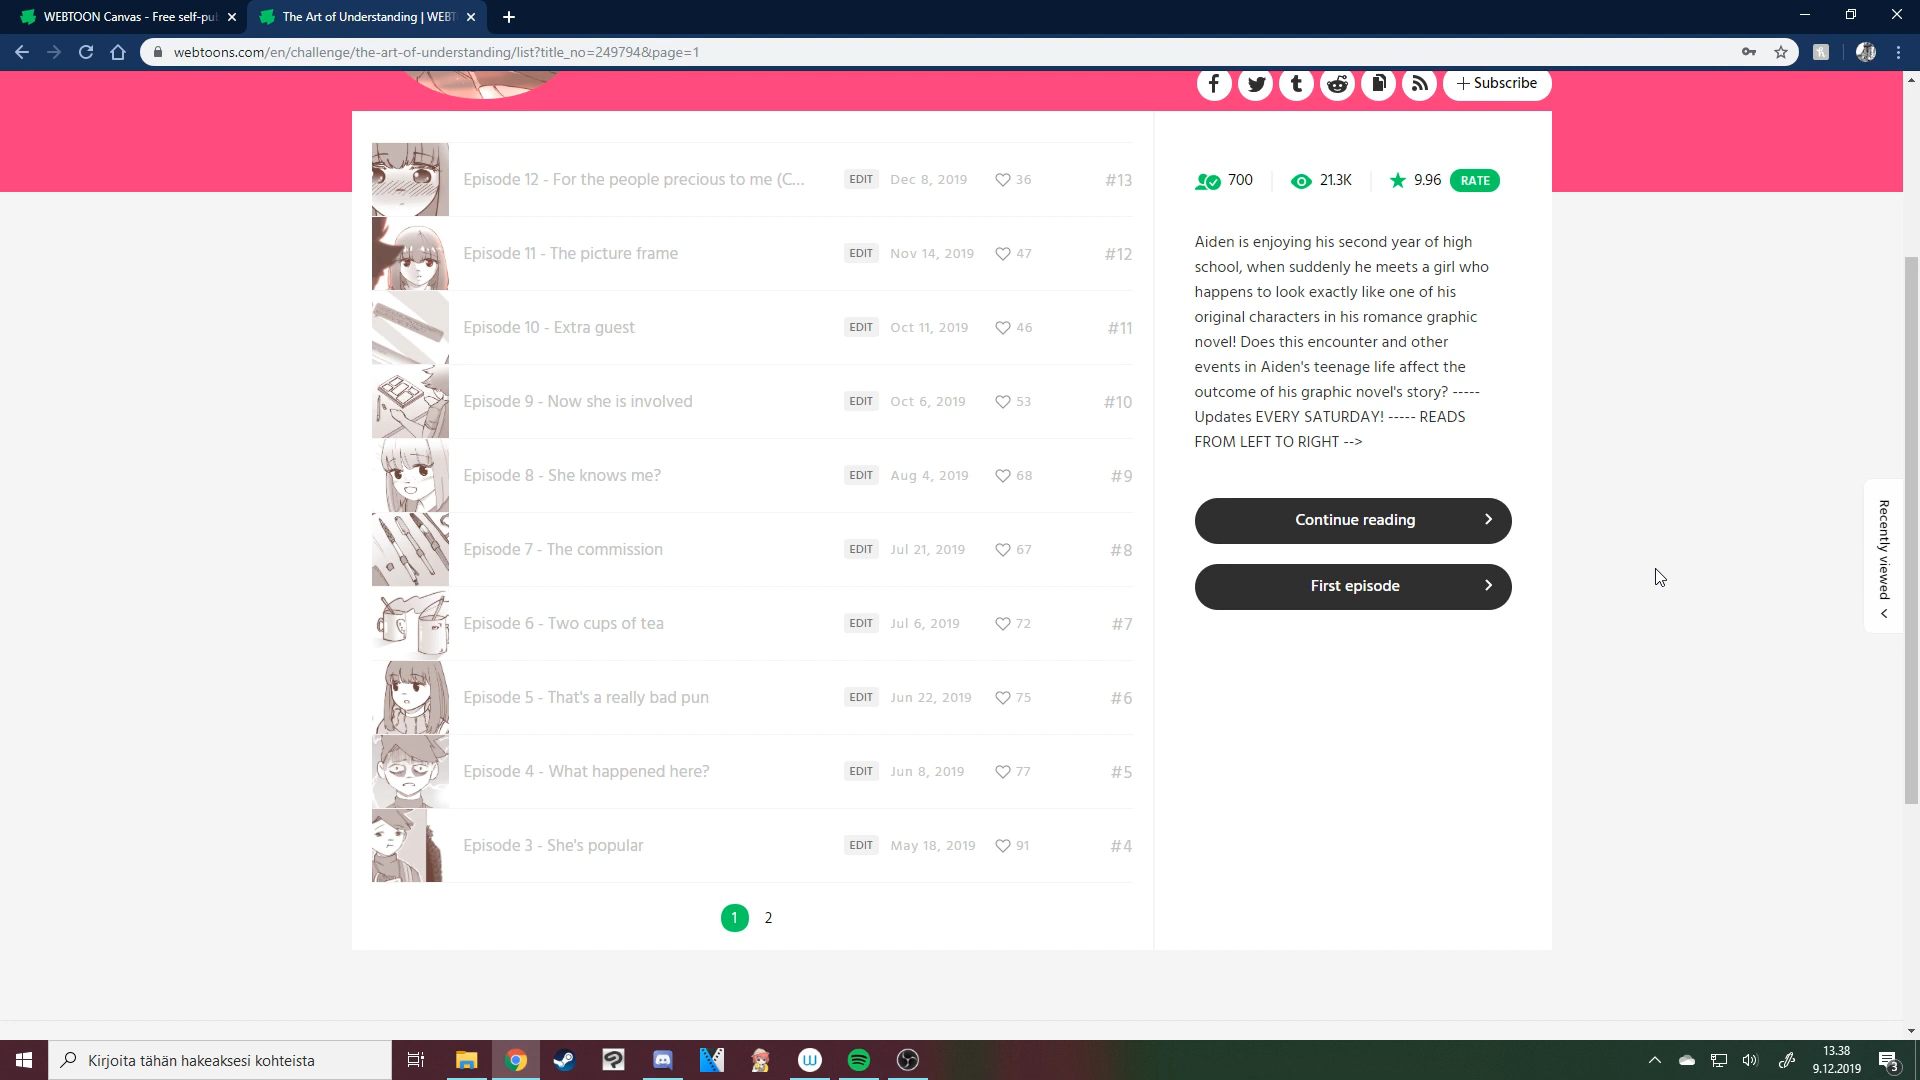 WEBTOON Canvas - Free self-pu
The Art of Understanding | WEBT
webtoons.com/en/challenge/the-art-of-understanding/list?title_no=249794&page=1
Subscribe
Episode 12 - For the people precious to me (C... EDIT Dec 8, 2019 36 #13
Episode 11 - The picture frame EDIT Nov 14, 2019 47 #12
Episode 10 - Extra guest EDIT Oct 11, 2019 46 #11
Episode 9 - Now she is involved EDIT Oct 6, 2019 53 #10
Episode 8 - She knows me? EDIT Aug 4, 2019 68 #9
Episode 7 - The commission EDIT Jul 21, 2019 67 #8
Episode 6 - Two cups of tea EDIT Jul 6, 2019 72 #7
Episode 5 - That's a really bad pun EDIT Jun 22, 2019 75 #6
Episode 4 - What happened here? EDIT Jun 8, 2019 77 #5
Episode 3 - She's popular EDIT May 18, 2019 91 #4
1 2
700 21.3K 9.96 RATE
Aiden is enjoying his second year of high
school, when suddenly he meets a girl who
happens to look exactly like one of his
original characters in his romance graphic
novel! Does this encounter and other
events in Aiden's teenage life affect the
outcome of his graphic novel's story? -----
Updates EVERY SATURDAY! ----- READS
FROM LEFT TO RIGHT -->
Continue reading
First episode
Recently viewed
Kirjoita tähän hakeaksesi kohteista
13.38
9.12.2019
3